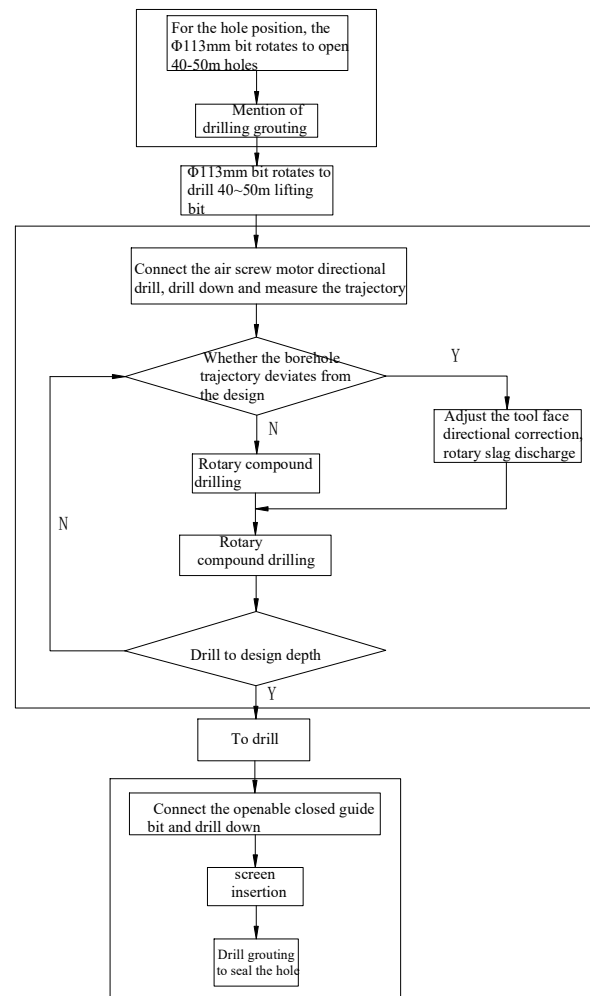 For the hole position, the
Φ113mm bit rotates to open
40-50m holes
Mention of
drilling grouting
Φ113mm bit rotates to
drill 40~50m lifting
bit
Connect the air screw motor directional
drill, drill down and measure the trajectory
Whether the borehole
trajectory deviates from
the design
Y
N
Adjust the tool face
directional correction,
rotary slag discharge
Rotary compound
drilling
N
Rotary
compound drilling
Drill to design depth
Y
To drill
Connect the openable closed guide
bit and drill down
screen
insertion
Drill grouting
to seal the hole